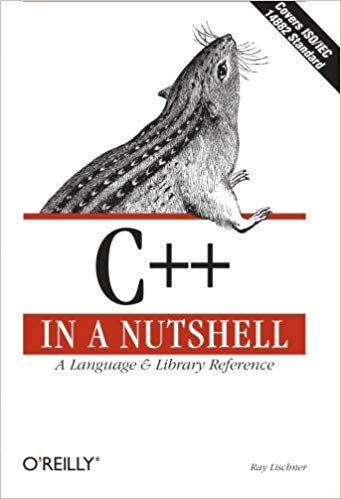 Covers ISO/IEC
14882 Standard
C++
IN A NUTSHELL
A Language & Library Reference
O'REILLY®
Ray Lischner